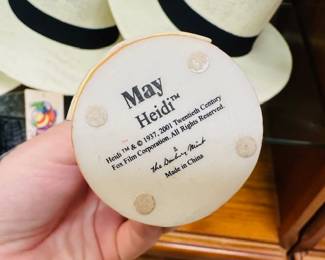 May
Heidi™
Heidi ™ & © 1937, 2001 Twentieth Century
Fox Film Corporation. All Rights Reserved.
The Danbury Mint
Made in China